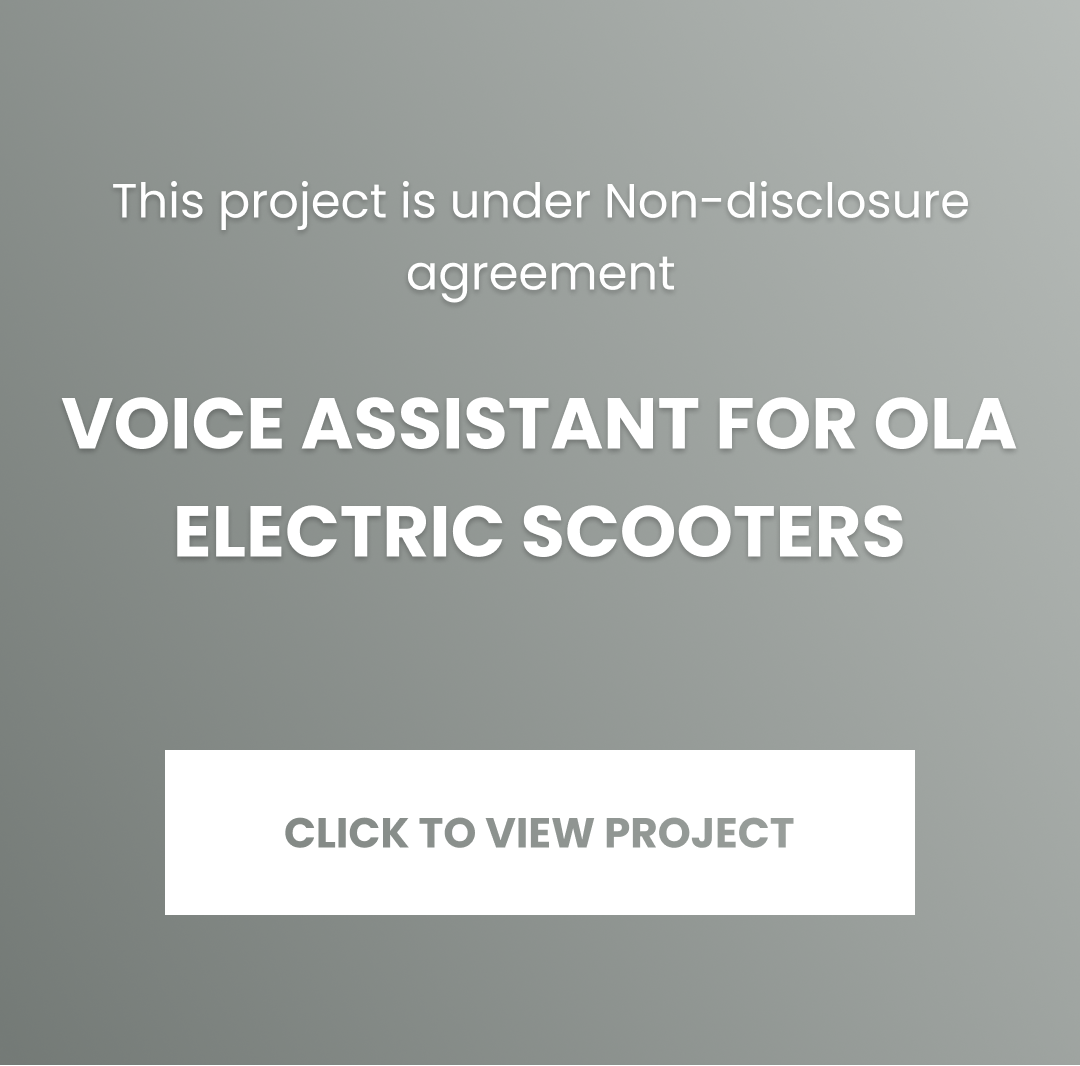 This project is under Non-disclosure
agreement
VOICE ASSISTANT FOR OLA
ELECTRIC SCOOTERS
CLICK TO VIEW PROJECT